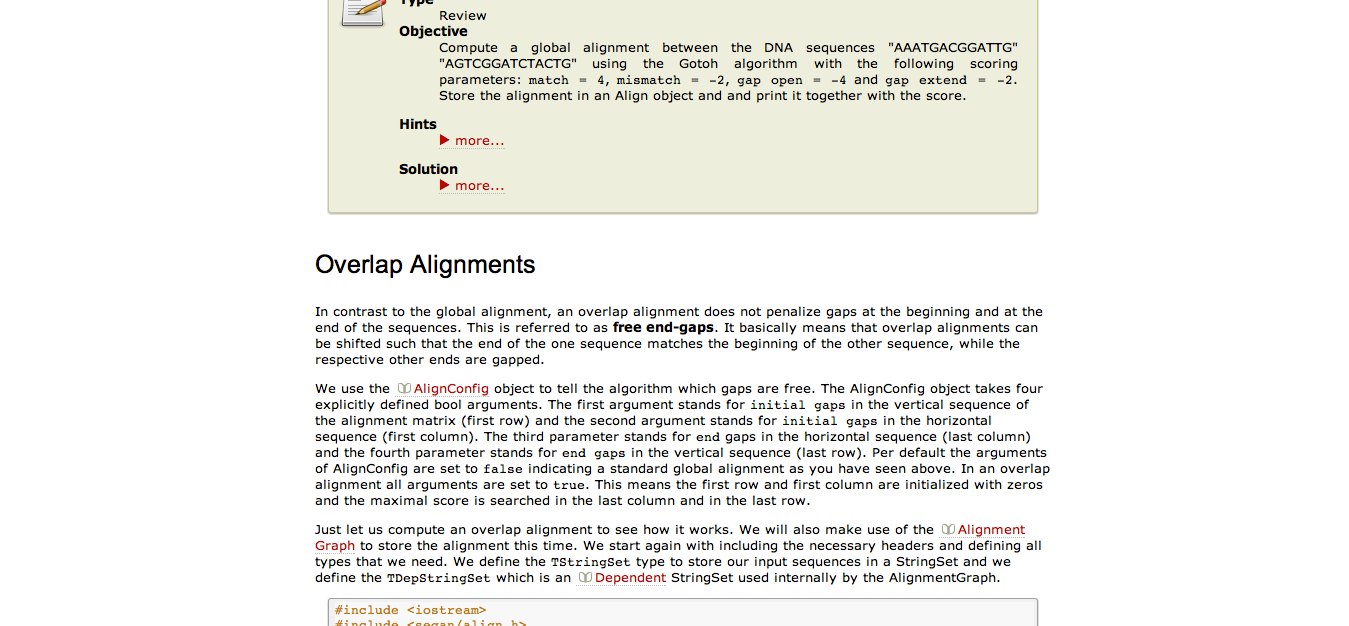 Type
Review
Objective
Compute a global alignment between the DNA sequences "AAATGACGGATTG"
"AGTCGGATCTACTG" using the Gotoh algorithm with the following scoring
parameters: match = 4, mismatch = -2, gap open = -4 and gap extend = -2.
Store the alignment in an Align object and and print it together with the score.
Hints
more...
Solution
more...
Overlap Alignments
In contrast to the global alignment, an overlap alignment does not penalize gaps at the beginning and at the
end of the sequences. This is referred to as free end-gaps. It basically means that overlap alignments can
be shifted such that the end of the one sequence matches the beginning of the other sequence, while the
respective other ends are gapped.
We use the AlignConfig object to tell the algorithm which gaps are free. The AlignConfig object takes four
explicitly defined bool arguments. The first argument stands for initial gaps in the vertical sequence of
the alignment matrix (first row) and the second argument stands for initial gaps in the horizontal
sequence (first column). The third parameter stands for end gaps in the horizontal sequence (last column)
and the fourth parameter stands for end gaps in the vertical sequence (last row). Per default the arguments
of AlignConfig are set to false indicating a standard global alignment as you have seen above. In an overlap
alignment all arguments are set to true. This means the first row and first column are initialized with zeros
and the maximal score is searched in the last column and in the last row.
Just let us compute an overlap alignment to see how it works. We will also make use of the Alignment
Graph to store the alignment this time. We start again with including the necessary headers and defining all
types that we need. We define the TStringSet type to store our input sequences in a StringSet and we
define the TDepStringSet which is an Dependent StringSet used internally by the AlignmentGraph.
#include <iostream>
#include <seqan/align.h>